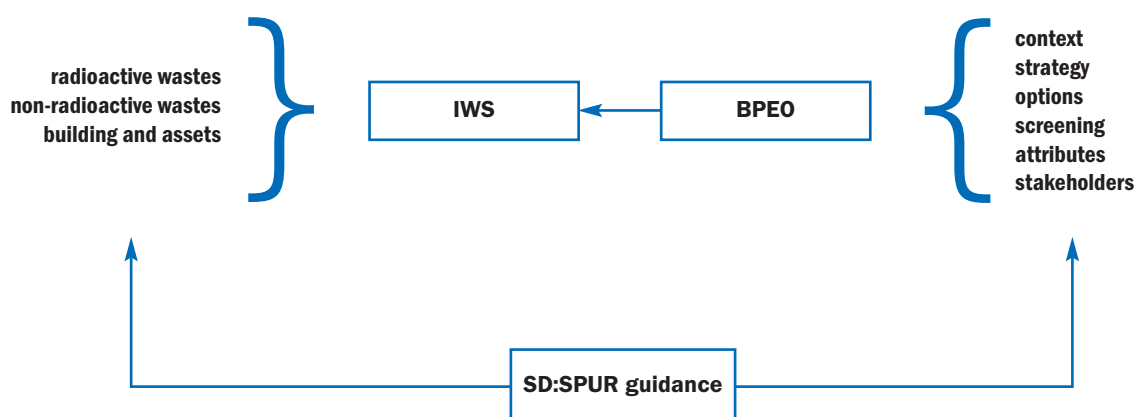 radioactive wastes
non-radioactive wastes
building and assets
IWS
BPEO
context
strategy
options
screening
attributes
stakeholders
SD:SPUR guidance